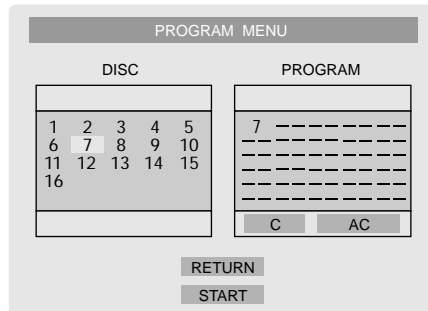 PROGRAM MENU
DISC
1 2 3 4 5
6 7 8 9 10
11 12 13 14 15
16
PROGRAM
7
C AC
RETURN
START